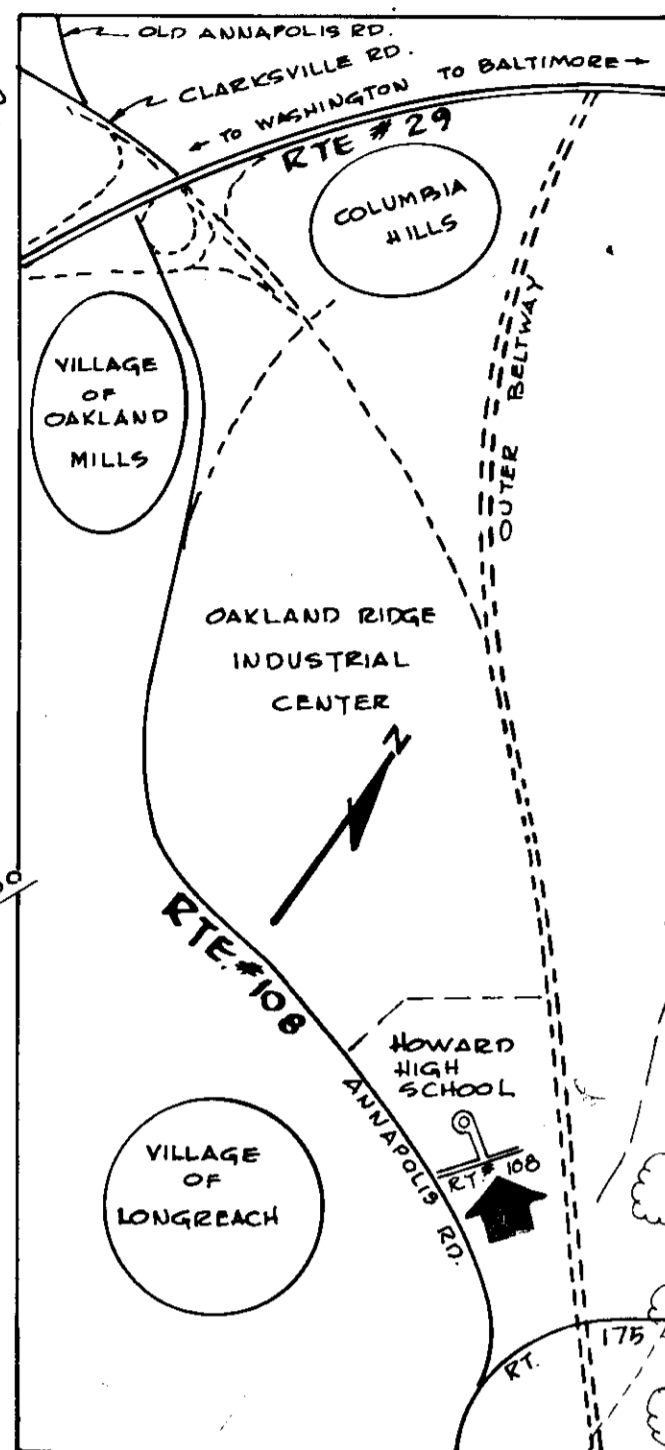 OLD ANNAPOLIS RD.
CLARKSVILLE RD.
TO WASHINGTON TO BALTIMORE
RTE # 29
COLUMBIA
HILLS
OUTER BELTWAY
VILLAGE
OF
OAKLAND
MILLS
OAKLAND RIDGE
INDUSTRIAL
CENTER
N
RTE. #108
HOWARD
HIGH
SCHOOL
ANNAPOLIS RD.
RT.# 108
VILLAGE
OF
LONGREACH
RT. 175